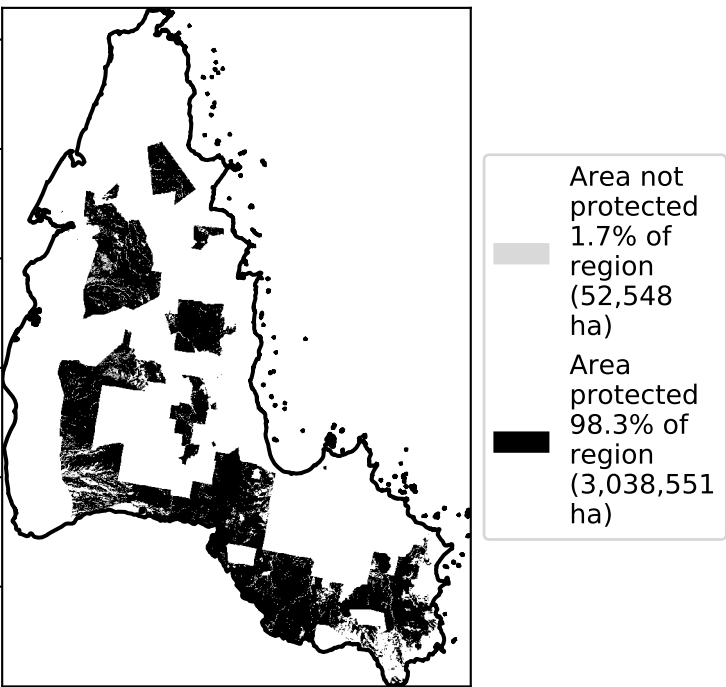 Area not
protected
1.7% of
region
(52,548
ha)
Area
protected
98.3% of
region
(3,038,551
ha)